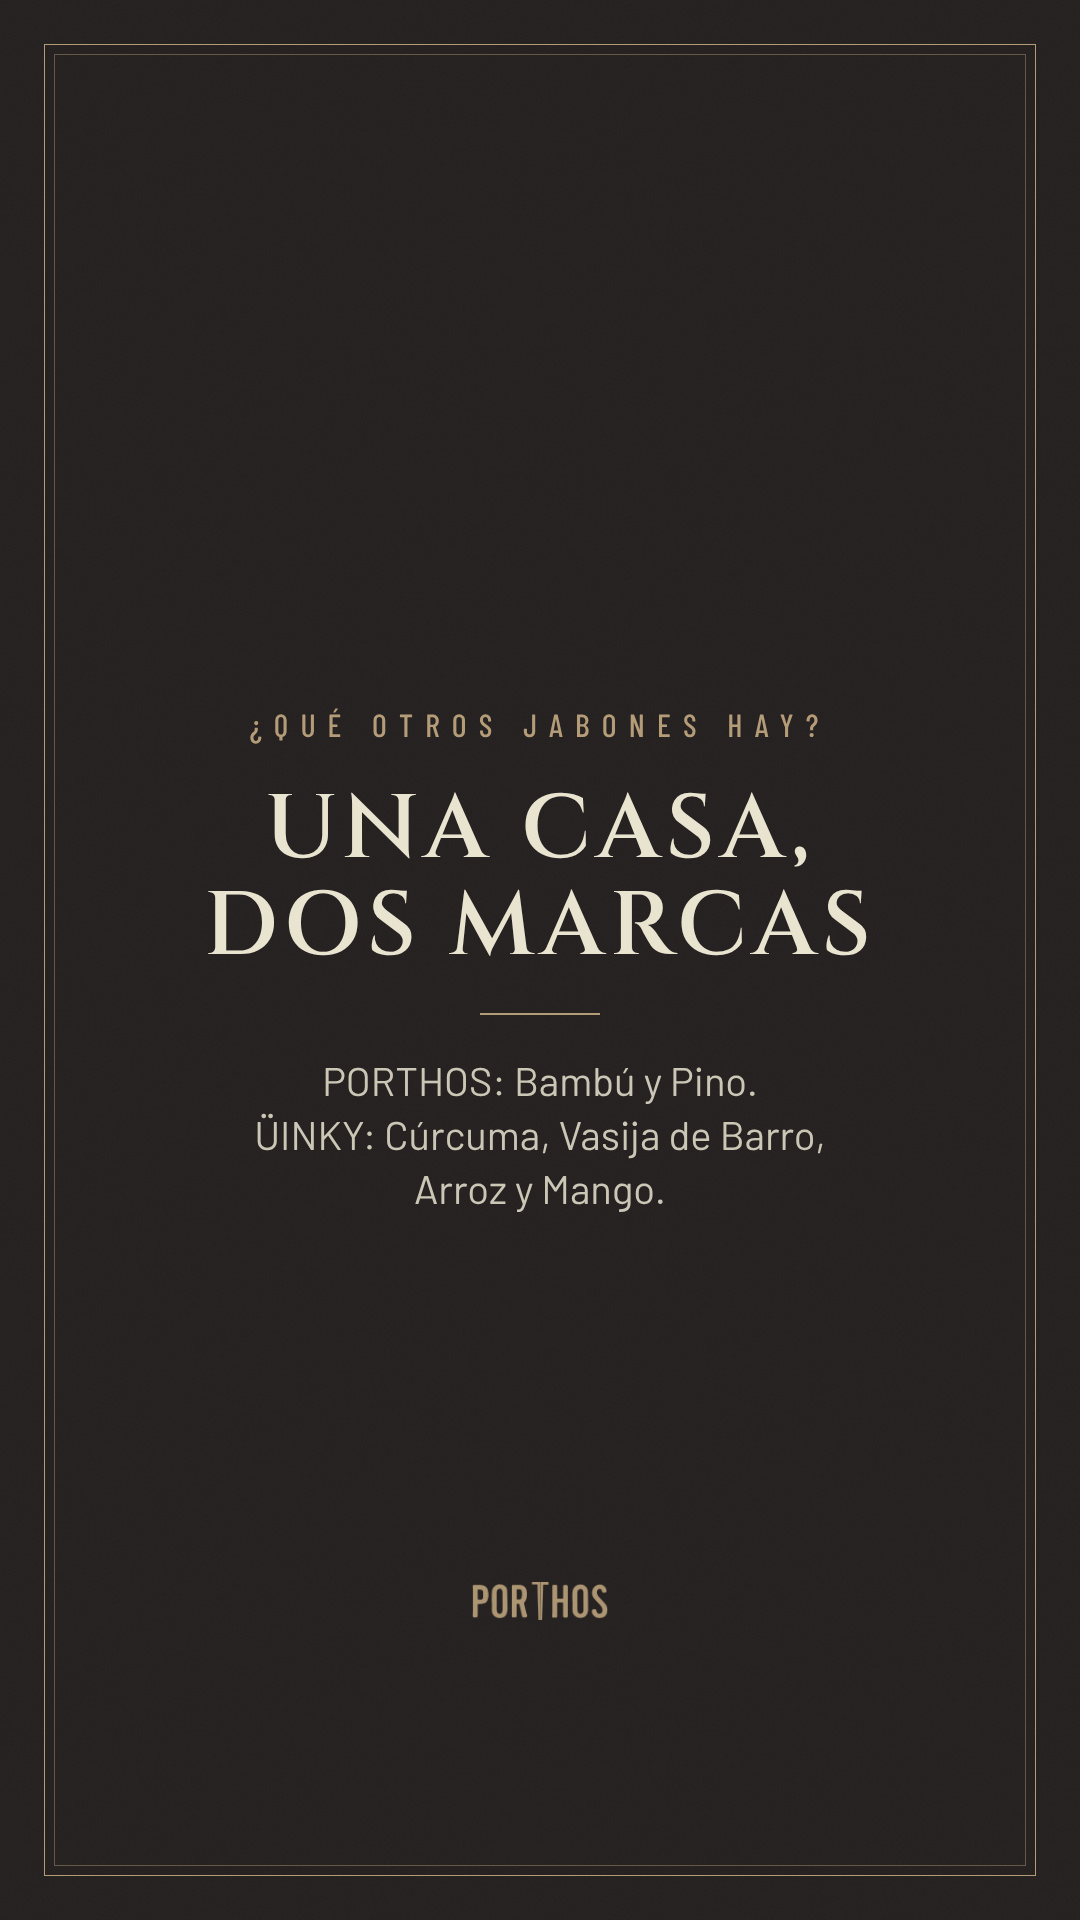 ¿QUÉ OTROS JABONES HAY?
UNA CASA,
DOS MARCAS
PORTHOS: Bambú y Pino.
ÜINKY: Cúrcuma, Vasija de Barro,
Arroz y Mango.
PORTHOS